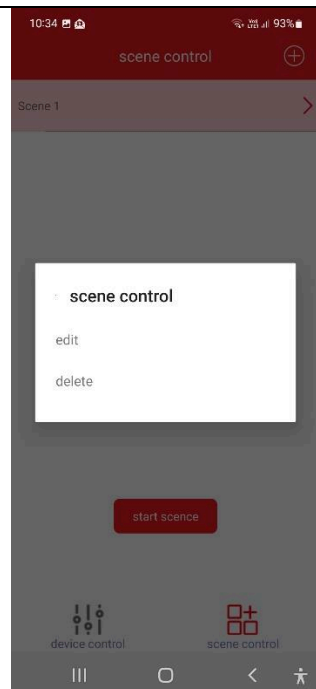 10:34 93%
scene control
Scene 1
scene control
edit
delete
start scence
device control scene control